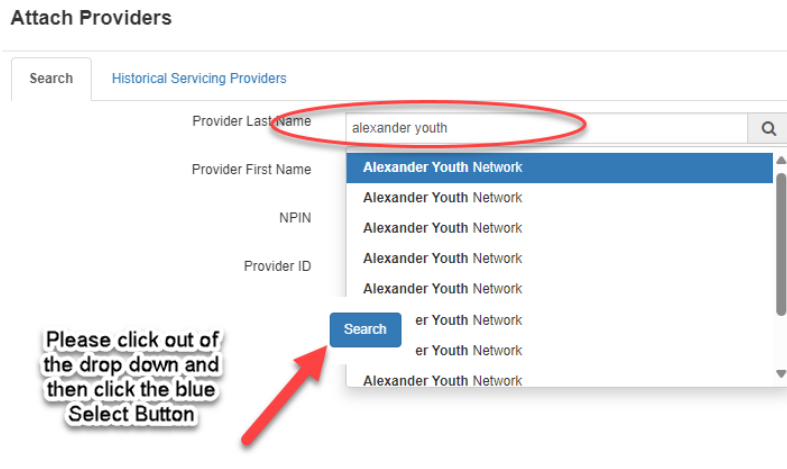 Attach Providers
Search
Historical Servicing Providers
Provider Last Name
alexander youth
Provider First Name
Alexander Youth Network
Alexander Youth Network
NPIN
Alexander Youth Network
Alexander Youth Network
Provider ID
Alexander Youth Network
er Youth Network
Search
er Youth Network
Alexander Youth Network
Please click out of
the drop down and
then click the blue
Select Button